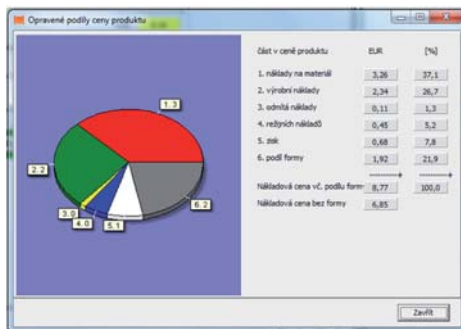 Opravené podíly ceny produktu
část v ceně produktu EUR [%]
1. náklady na materiál 3,26 37,1
2. výrobní náklady 2,34 26,7
3. odmítá náklady 0,11 1,3
4. režijních nákladů 0,45 5,2
5. zisk 0,68 7,8
6. podíl formy 1,92 21,9
Nákladová cena vč. podílu form 8,77 100,0
Nákladová cena bez formy 6,85
1. 3
2. 2
3. 0
4. 0
5. 1
6. 2
Zavřít